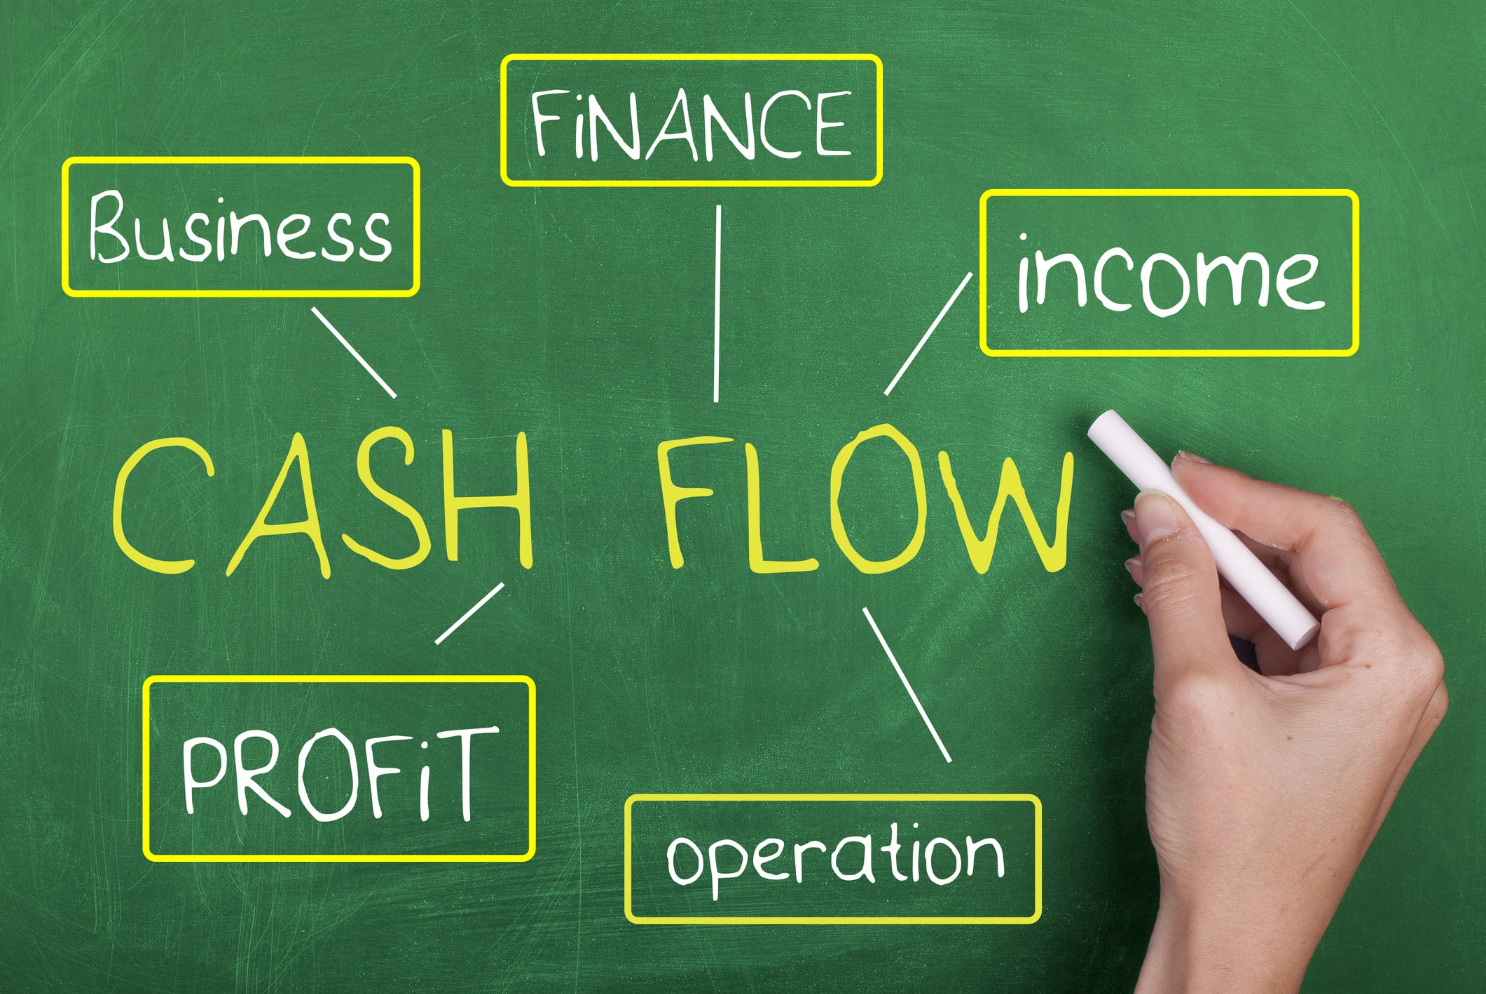 FiNANCE
Business
income
CASH FLOW
PROFiT
operation